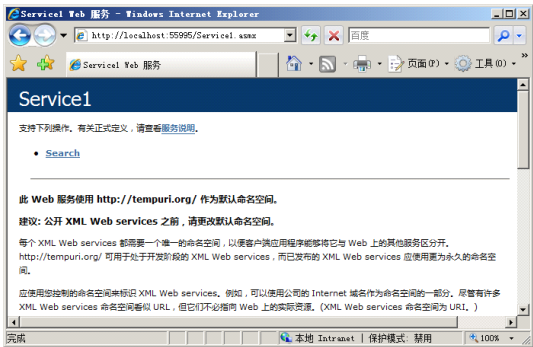 Service1 Web 服务 - Windows Internet Explorer
http://localhost:55995/Service1.asmx
百度
Service1 Web 服务
页面(P)
工具(O)
»
Service1
支持下列操作。有关正式定义，请查看服务说明。
• Search
此 Web 服务使用 http://tempuri.org/ 作为默认命名空间。
建议: 公开 XML Web services 之前，请更改默认命名空间。
每个 XML Web services 都需要一个唯一的命名空间，以便客户端应用程序能够将它与 Web 上的其他服务区分开。
http://tempuri.org/ 可用于处于开发阶段的 XML Web services，而已发布的 XML Web services 应使用更为永久的命名空
间。
应使用您控制的命名空间来标识 XML Web services。例如，可以使用公司的 Internet 域名作为命名空间的一部分。尽管有许多
XML Web services 命名空间看似 URL，但它们不必指向 Web 上的实际资源。(XML Web services 命名空间为 URI。)
完成
本地 Intranet | 保护模式: 禁用
100%